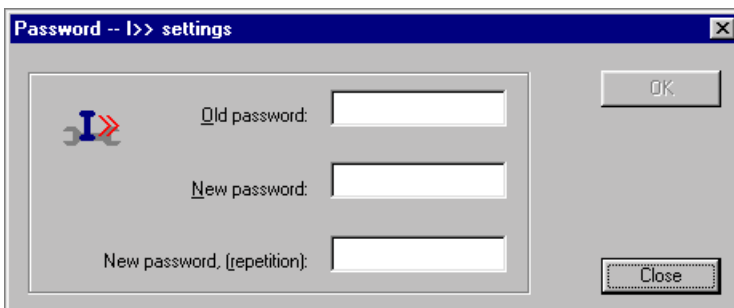 Password -- I>> settings
Old password:
OK
New password:
New password, (repetition):
Close